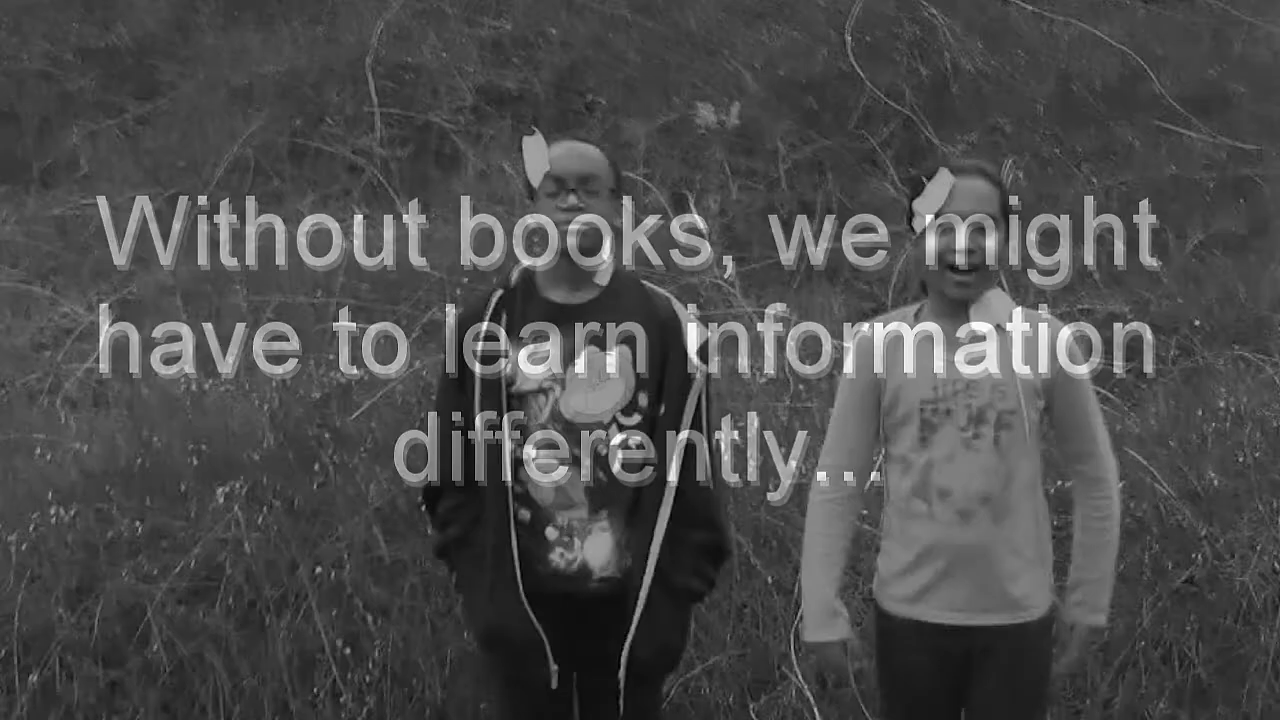 Without books, we might
have to learn information
differently...